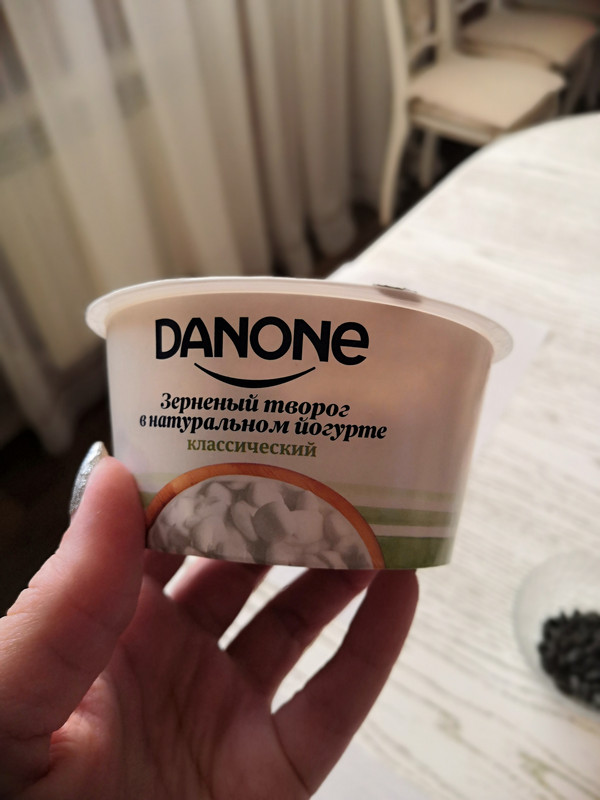 DANONE
Зерненый творог
в натуральном йогурте
классический